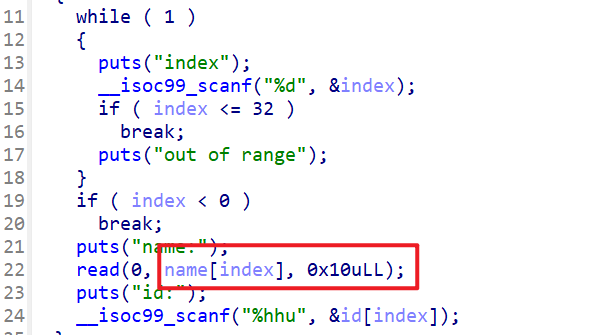 {
11 while ( 1 )
12 {
13 puts("index");
14 __isoc99_scanf("%d", &index);
15 if ( index <= 32 )
16 break;
17 puts("out of range");
18 }
19 if ( index < 0 )
20 break;
21 puts("name:");
22 read(0, name[index], 0x10uLL);
23 puts("id:");
24 __isoc99_scanf("%hhu", &id[index]);